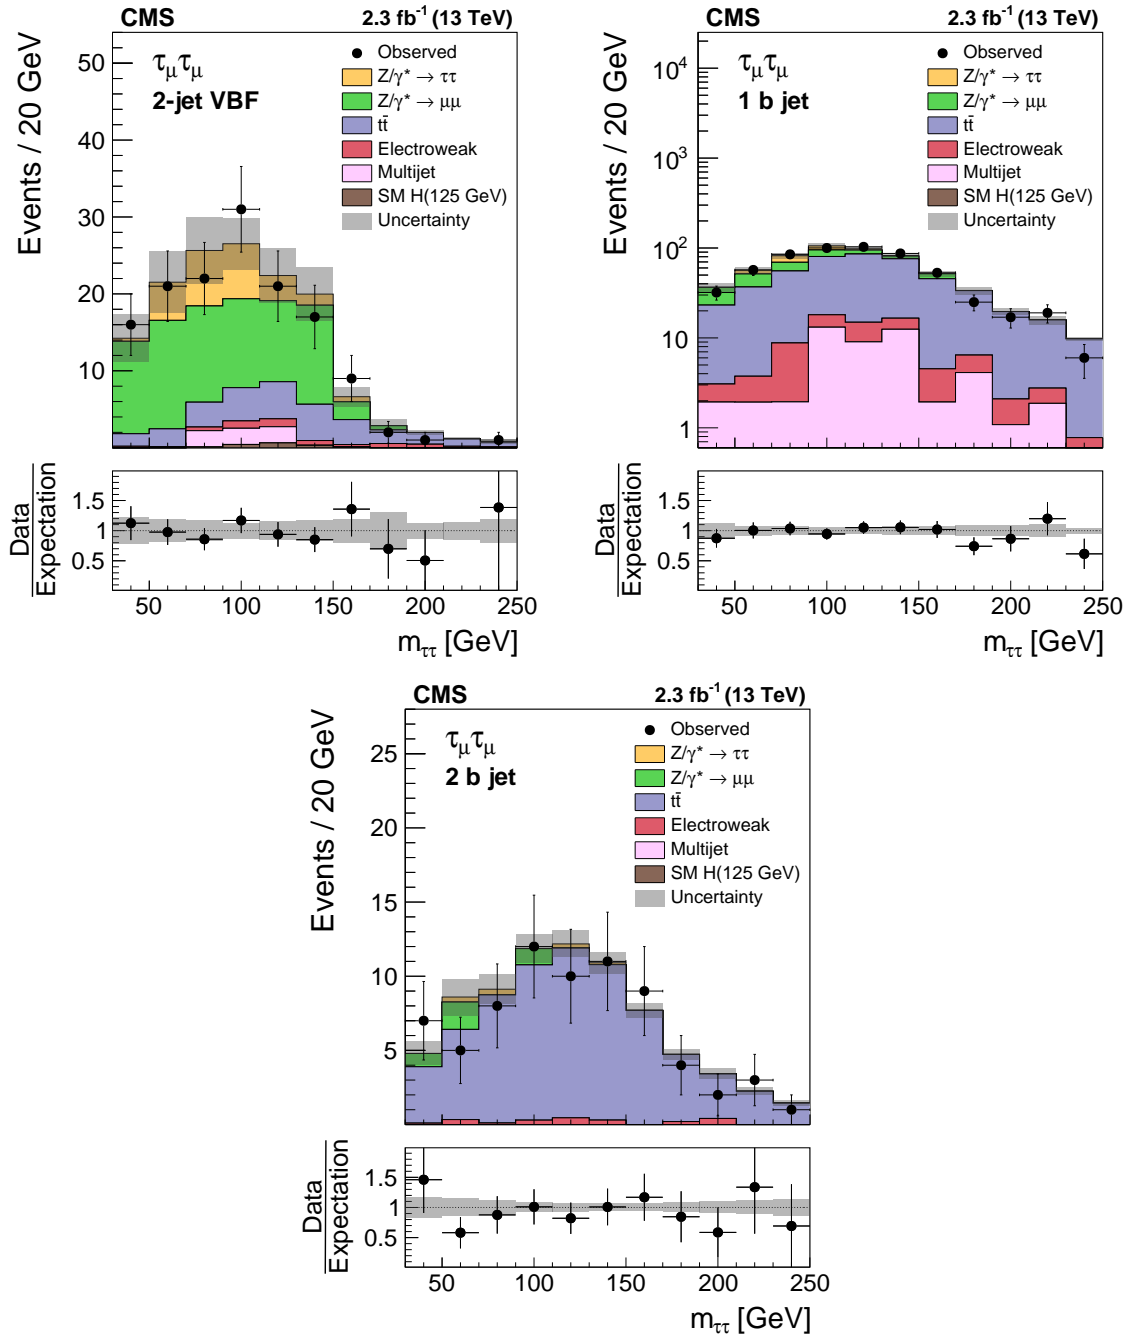 CMS 2.3 fb⁻¹ (13 TeV)
Events / 20 GeV
50
40
30
20
10
τμτμ
2-jet VBF
Observed
Z/γ* → ττ
Z/γ* → μμ
tt̄
Electroweak
Multijet
SM H(125 GeV)
Uncertainty
Data
Expectation
1.5
1
0.5
50 100 150 200 250
mττ [GeV]
CMS 2.3 fb⁻¹ (13 TeV)
Events / 20 GeV
10⁴
10³
10²
10
1
τμτμ
1 b jet
Observed
Z/γ* → ττ
Z/γ* → μμ
tt̄
Electroweak
Multijet
SM H(125 GeV)
Uncertainty
Data
Expectation
1.5
1
0.5
50 100 150 200 250
mττ [GeV]
CMS 2.3 fb⁻¹ (13 TeV)
Events / 20 GeV
25
20
15
10
5
τμτμ
2 b jet
Observed
Z/γ* → ττ
Z/γ* → μμ
tt̄
Electroweak
Multijet
SM H(125 GeV)
Uncertainty
Data
Expectation
1.5
1
0.5
50 100 150 200 250
mττ [GeV]